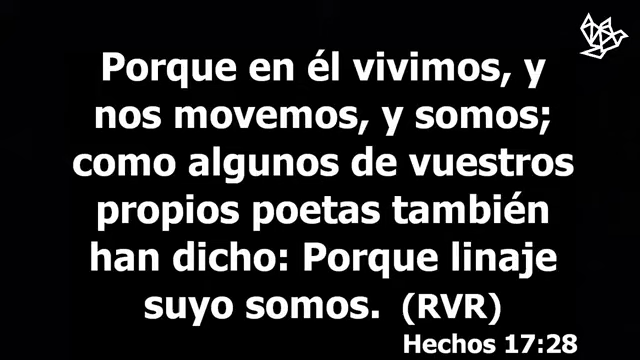 Porque en él vivimos, y
nos movemos, y somos;
como algunos de vuestros
propios poetas también
han dicho: Porque linaje
suyo somos. (RVR)
Hechos 17:28